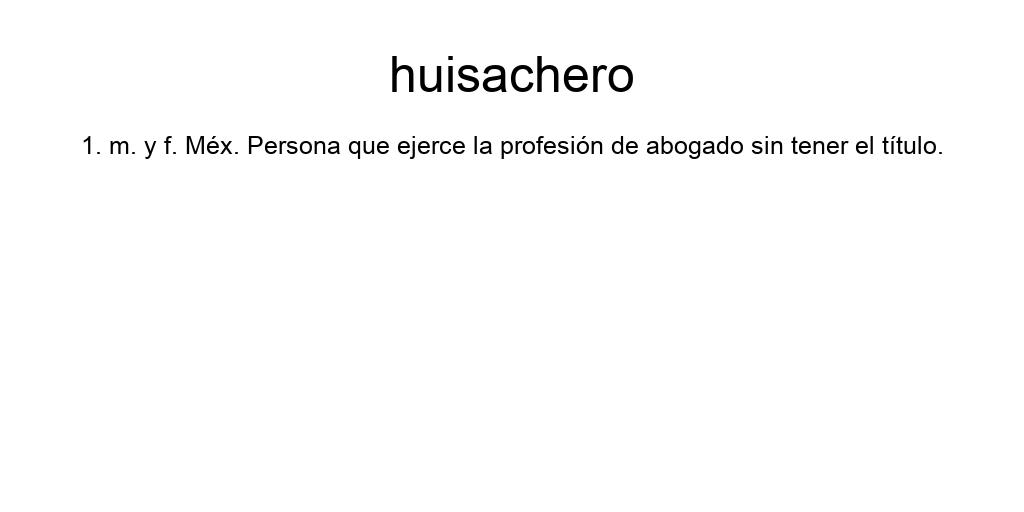 huisachero
1. m. y f. Méx. Persona que ejerce la profesión de abogado sin tener el título.